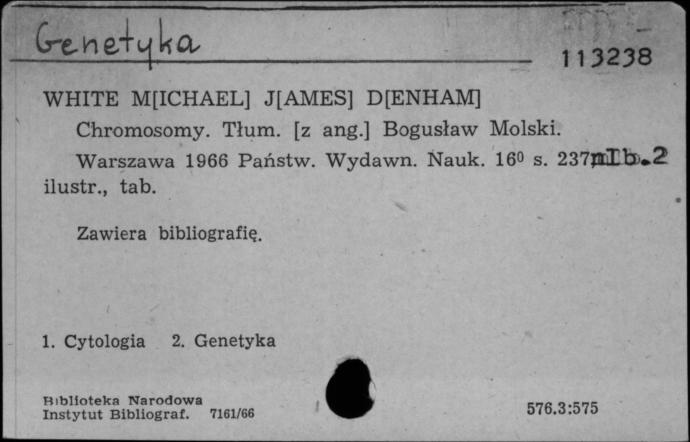 Genetyka
113238
WHITE M[ICHAEL] J[AMES] D[ENHAM]
Chromosomy. Tłum. [z ang.] Bogusław Molski.
Warszawa 1966 Państw. Wydawn. Nauk. 16⁰ s. 237, nlb. 2
ilustr., tab.
Zawiera bibliografię.
1. Cytologia 2. Genetyka
Biblioteka Narodowa
Instytut Bibliograf. 7161/66
576.3:575